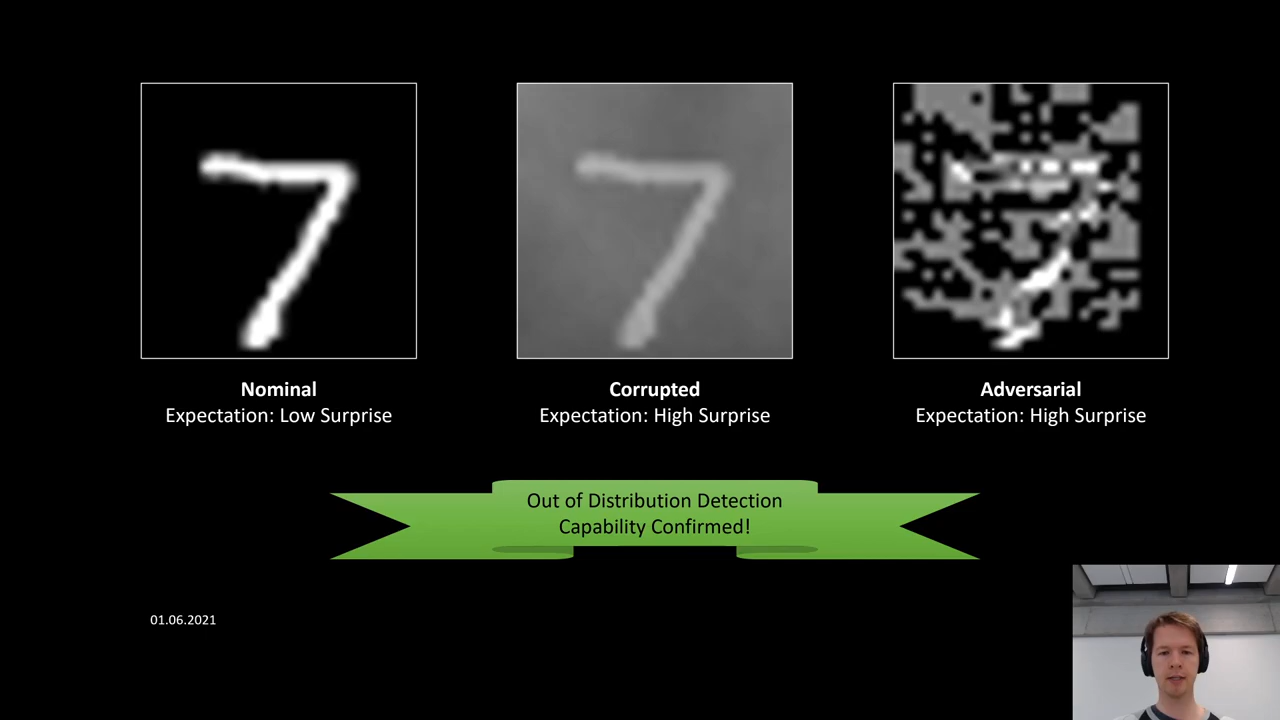 Nominal
Expectation: Low Surprise
Corrupted
Expectation: High Surprise
Adversarial
Expectation: High Surprise
Out of Distribution Detection
Capability Confirmed!
01.06.2021